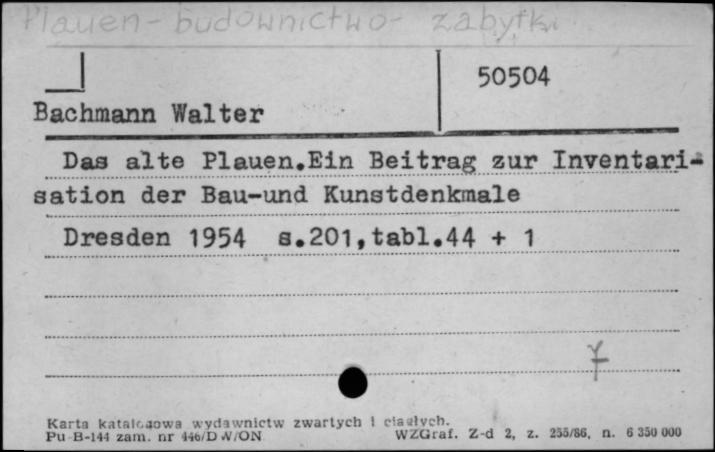 Plauen - budownictwo - zabytki
50504
Bachmann Walter
Das alte Plauen.Ein Beitrag zur Inventari-
sation der Bau-und Kunstdenkmale
Dresden 1954 s.201,tabl.44 + 1
Karta katalogowa wydawnictw zwartych i ciągłych.
Pu-B-144 zam. nr 446/DW/ON WZGraf. Z-d 2, z. 255/86, n. 6 350 000